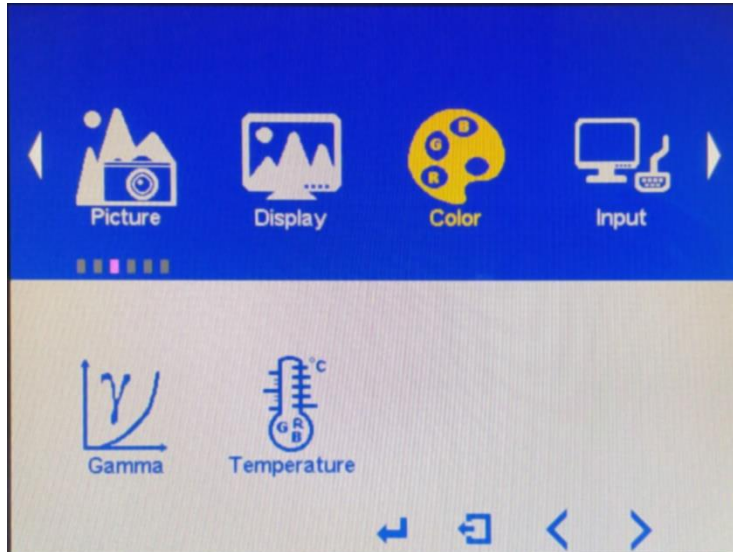 B
G
R
Picture
Display
Color
Input
γ
°C
G R
B
Gamma
Temperature